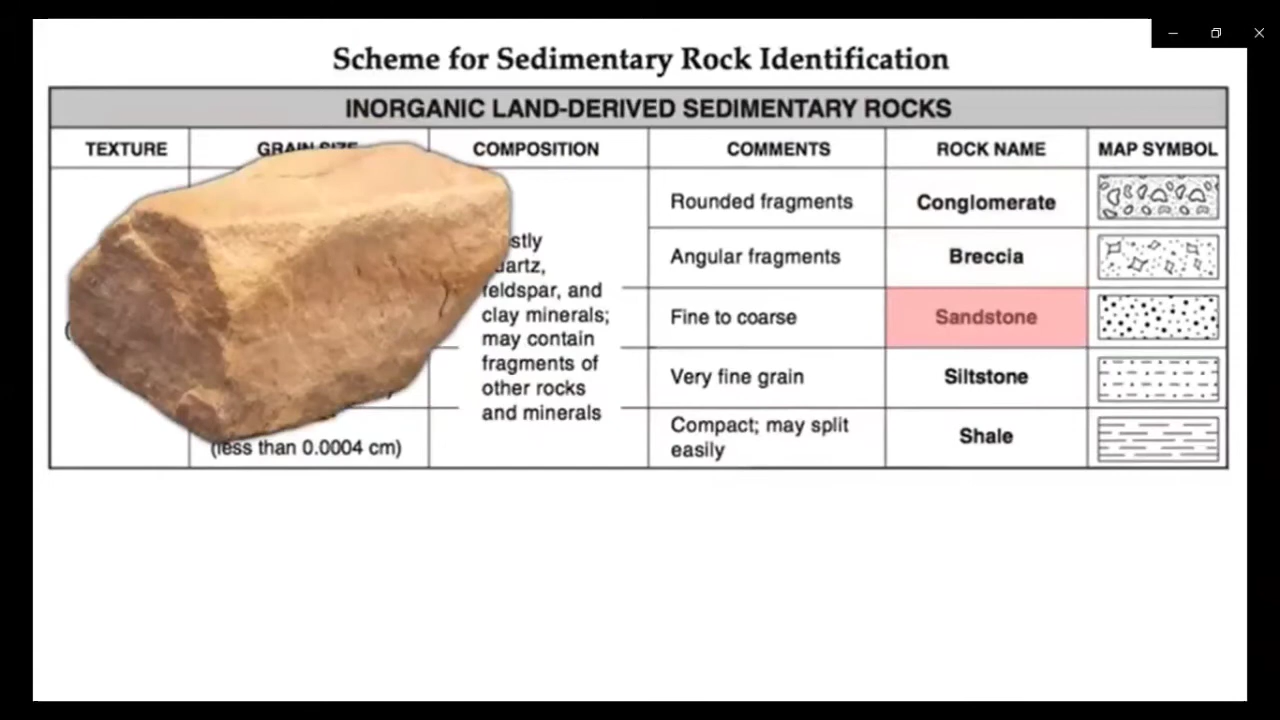 Scheme for Sedimentary Rock Identification
INORGANIC LAND-DERIVED SEDIMENTARY ROCKS
TEXTURE GRAIN SIZE COMPOSITION COMMENTS ROCK NAME MAP SYMBOL
Rounded fragments Conglomerate
Angular fragments Breccia
feldspar, and
clay minerals;
may contain
fragments of
other rocks
and minerals
Fine to coarse Sandstone
Very fine grain Siltstone
Compact; may split
easily
Shale
(less than 0.0004 cm)